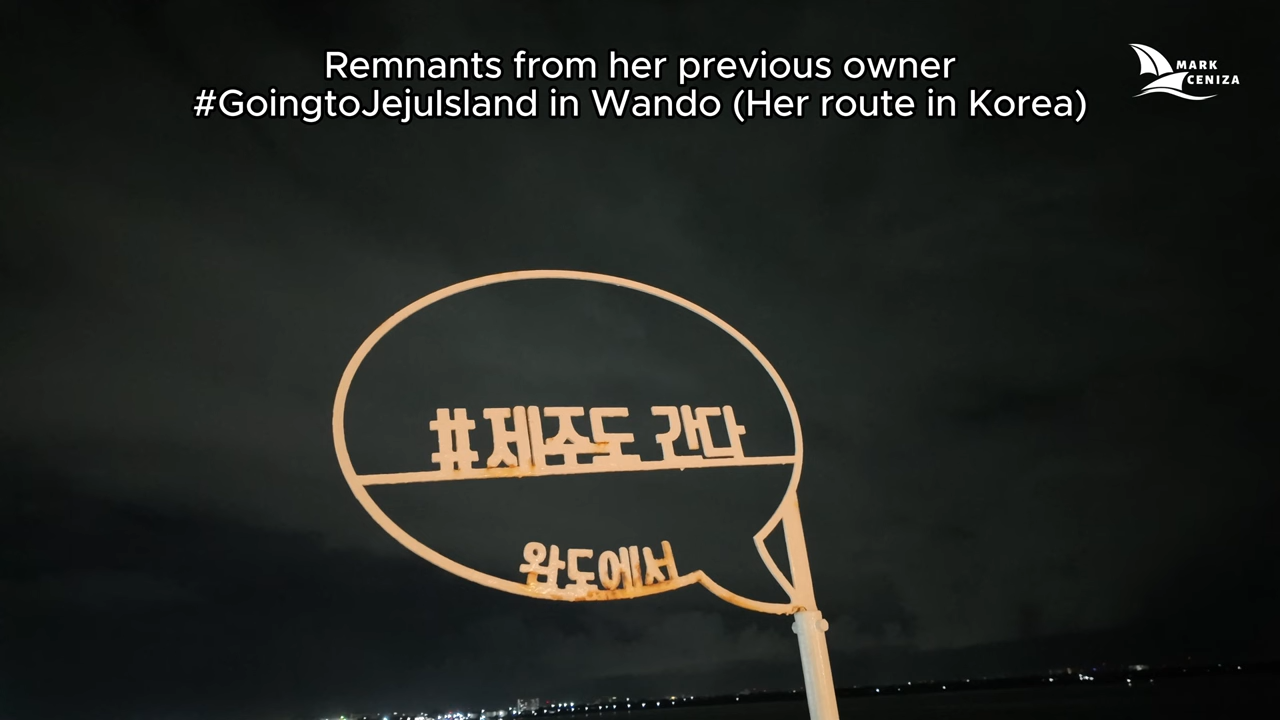 Remnants from her previous owner
#GoingtoJejuIsland in Wando (Her route in Korea)
MARK
CENIZA
#제주도 간다
완도에서